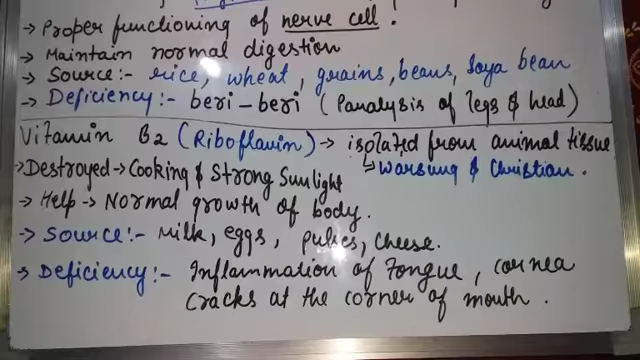 → Proper functioning of nerve cell.
→ Maintain normal digestion
→ Source:- rice, wheat, grains, beans, Soya bean
→ Deficiency:- beri-beri (Paralysis of legs & head)
Vitamin B2 (Riboflavin) → isolated from animal tissue
→ Destroyed → Cooking & Strong Sunlight ↳ Warsung & Christian.
→ Help → Normal growth of body.
→ Source:- Milk, eggs, pulses, cheese.
→ Deficiency:- Inflammation of Tongue, cornea
Cracks at the corner of mouth.